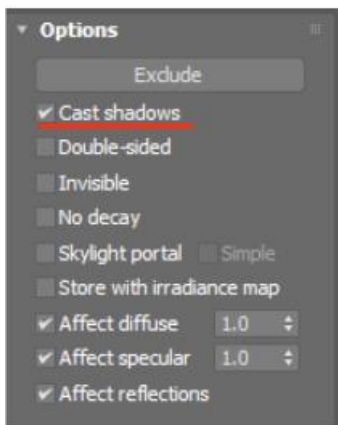 Options
Exclude
Cast shadows
Double-sided
Invisible
No decay
Skylight portal Simple
Store with irradiance map
Affect diffuse 1.0
Affect specular 1.0
Affect reflections